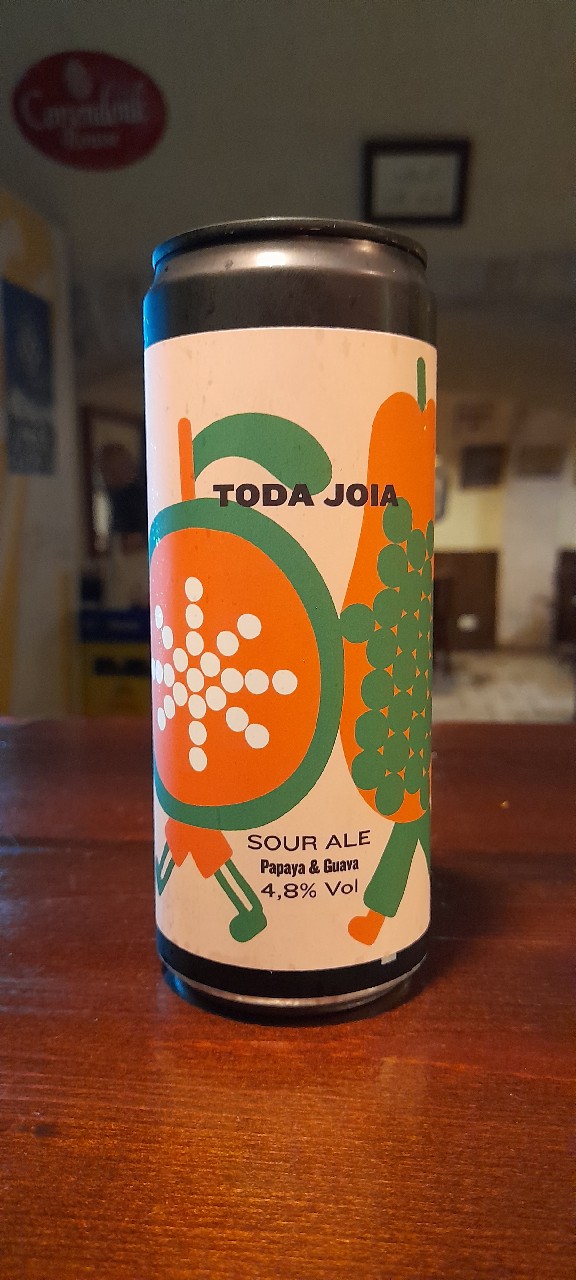 TODA JOIA
SOUR ALE
Papaya & Guava
4,8% Vol